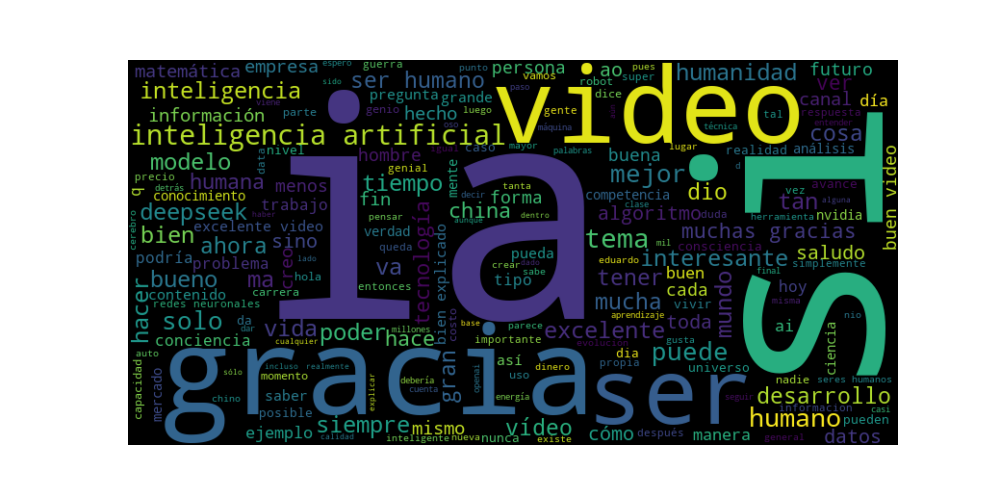 matemática
empresa
guerra
espero
punto
vamos
persona
ao
pues
super
humanidad
futuro
ser humano
pregunta
grande
robot
dice
ver
inteligencia
información
sido
parte
genio
hecho
luego
gente
video
tal
canal
día
respuesta
entender
cosa
inteligencia artificial
viene
data
nivel
oso
igual
caso
mayor
máquina
paso
palabras
aún
lugar
técnica
realidad
análisis
modelo
hombre
genial
mente
buena
mejor
d
q
precio
detrás
conocimiento
humana
menos
trabajo
tiempo
fin
decir
tanta
forma
competencia
clase
dio
vez
herramienta
tan
avance
alguna
nvidia
sí
buen video
deepseek
haber
creo
pensar
aunque
china
dentro
algoritmo
duda
mil
muchas gracias
bien
cerebro
ahora
excelente video
sino
verdad
tecnología
tema
eduardo
consciencia
simplemente
saludo
podría
lado
problema
ma
hola
queda
va
ia
pueda
crear
dado
tipo
sabe
tener
interesante
final
misma
bueno
contenido
redes neuronales
carrera
entonces
mucha
buen
cada
vivir
mundo
hoy
hacer
solo
da
dar
vida
millones
costo
base
parece
aprendizaje
toda
ai
ciencia
nio
conciencia
cualquier
poder
hace
bien explicado
importante
excelente
evolución
auto
capacidad
mercado
chino
sólo
incluso
realmente
momento
saber
posible
gracia
explicar
debería
cuenta
gran
así
uso
openai
energía
dia
dinero
propia
gusta
ser
puede
universo
seguir
nadie
seres humanos
desarrollo
informacion
casi
humano
pueden
ejemplo
calidad
siempre
mismo
inteligente
nueva
nunca
vídeo
existe
cómo
después
manera
general
datos